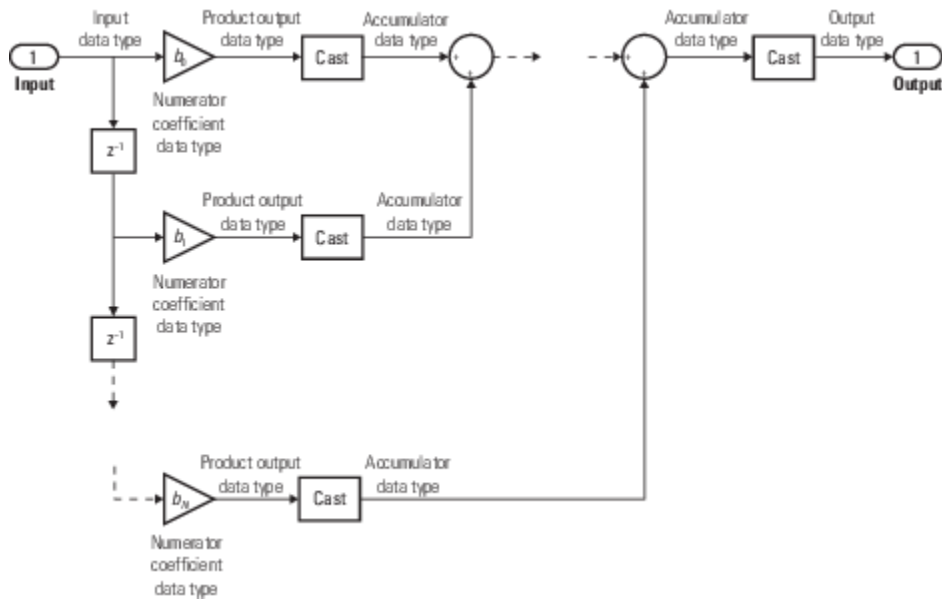 Input
data type
Product output
data type
Accumulator
data type
Accumulator
data type
Output
data type
1
b0
Cast
Cast
1
Input
Output
Numerator
coefficient
data type
z-1
Product output
data type
Accumulator
data type
b1
Cast
Numerator
coefficient
data type
z-1
Product output
data type
Accumulator
data type
bN
Cast
Numerator
coefficient
data type